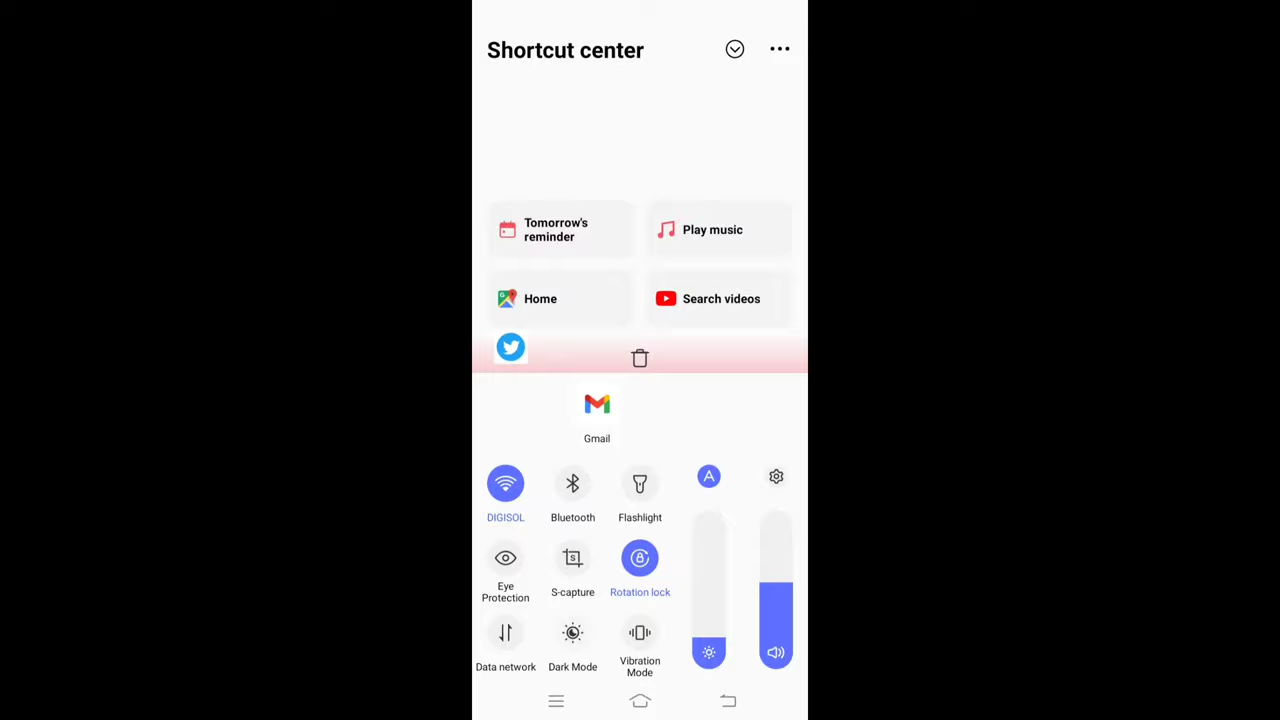 Shortcut center
Tomorrow's
reminder
Play music
Home
Search videos
Gmail
DIGISOL
Bluetooth
Flashlight
Eye
Protection
S-capture
Rotation lock
Data network
Dark Mode
Vibration
Mode